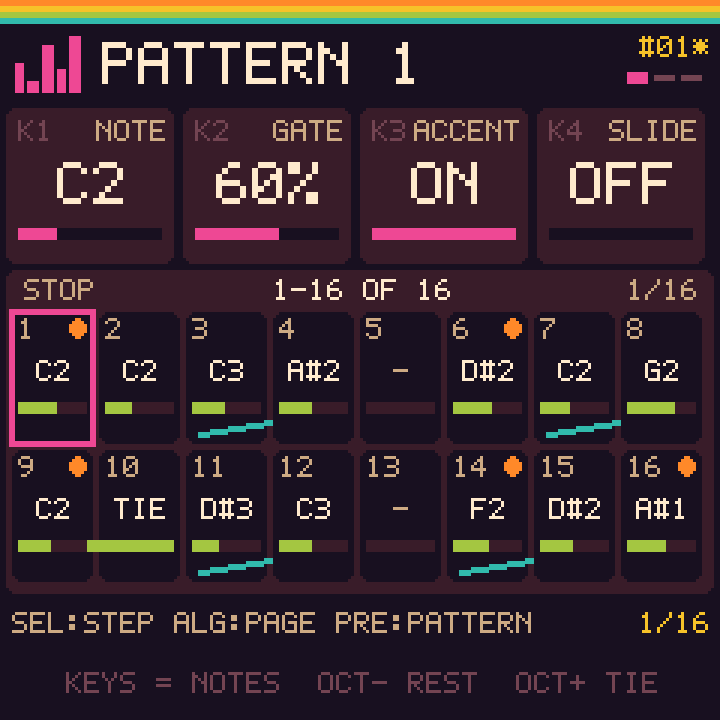 PATTERN 1
#01*
K1 NOTE K2 GATE K3 ACCENT K4 SLIDE
C2 60% ON OFF
STOP 1-16 OF 16 1/16
1 2 3 4 5 6 7 8
C2 C2 C3 A#2 - D#2 C2 G2
9 10 11 12 13 14 15 16
C2 TIE D#3 C3 - F2 D#2 A#1
SEL:STEP ALG:PAGE PRE:PATTERN 1/16
KEYS = NOTES OCT- REST OCT+ TIE